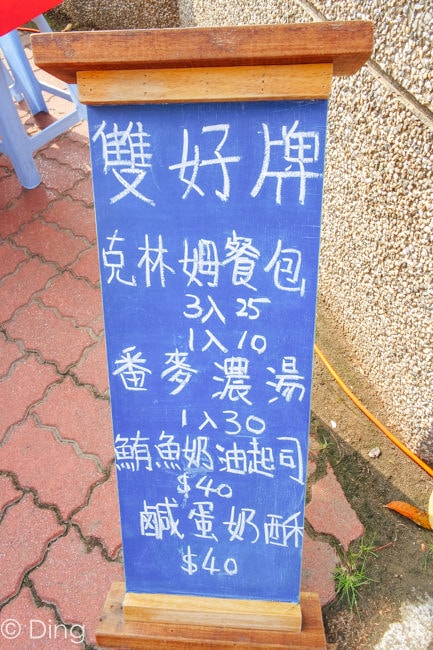 雙好牌
克林姆餐包
3入25
1入10
番麥濃湯
1入30
鮪魚奶油起司
$40
鹹蛋奶酥
$40
© Ding